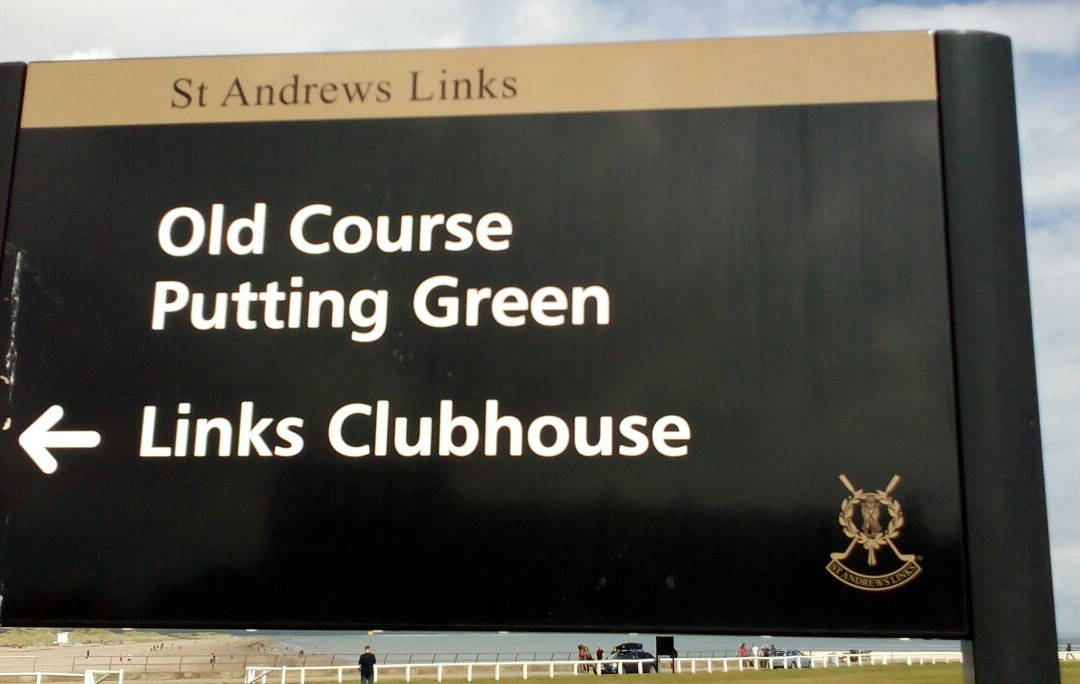 St Andrews Links
Old Course
Putting Green
Links Clubhouse
ST ANDREWS LINKS